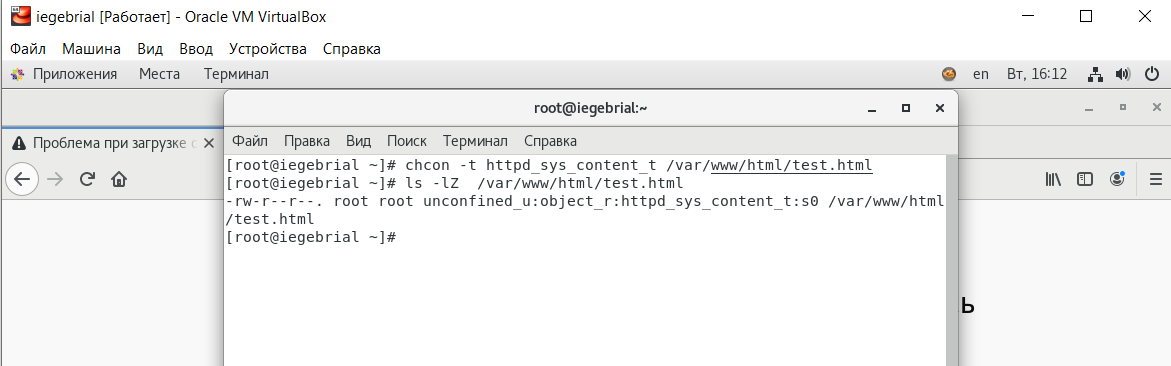 iegebrial [Работает] - Oracle VM VirtualBox
Файл Машина Вид Ввод Устройства Справка
Приложения Места Терминал en Вт, 16:12
root@iegebrial:~
Проблема при загрузке
Файл Правка Вид Поиск Терминал Справка
[root@iegebrial ~]# chcon -t httpd_sys_content_t /var/www/html/test.html
[root@iegebrial ~]# ls -lZ  /var/www/html/test.html
-rw-r--r--. root root unconfined_u:object_r:httpd_sys_content_t:s0 /var/www/html
/test.html
[root@iegebrial ~]#
ь